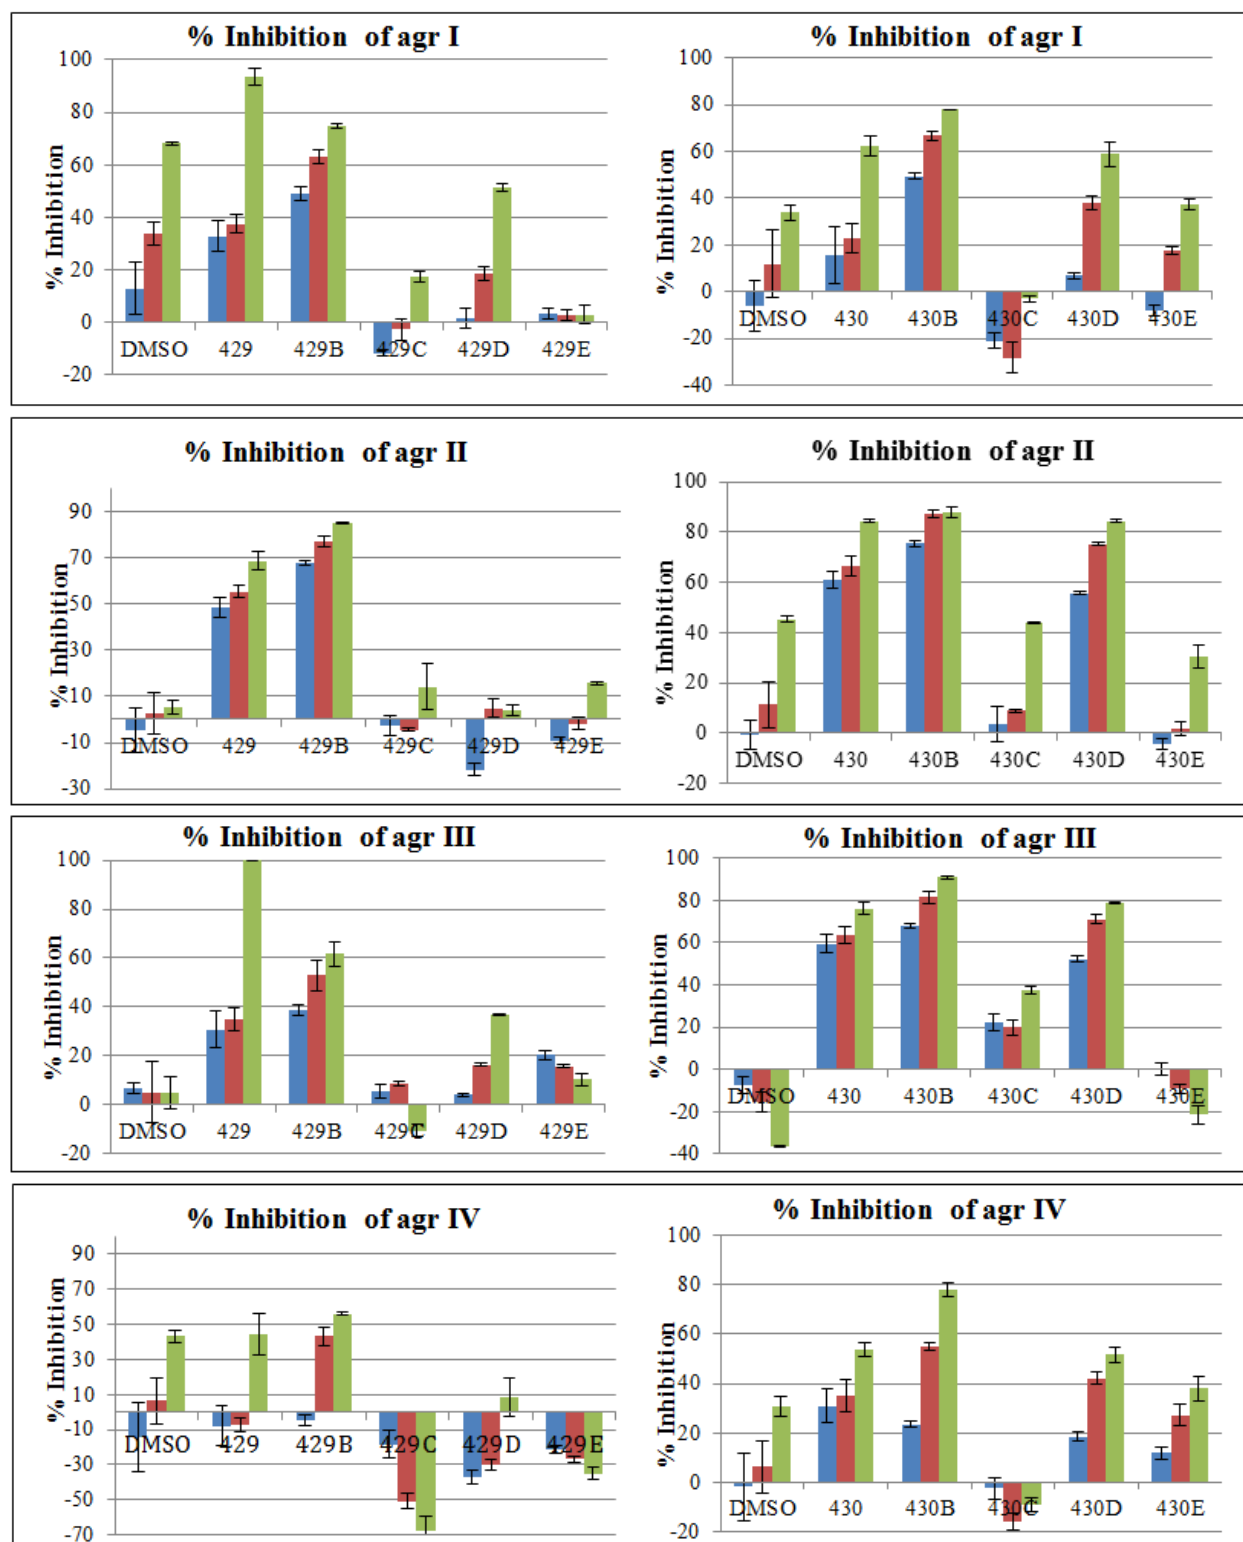 % Inhibition of agr I
% Inhibition
100
80
60
40
20
0
-20
DMSO 429 429B 429C 429D 429E
% Inhibition of agr I
% Inhibition
100
80
60
40
20
0
-20
-40
DMSO 430 430B 430C 430D 430E
% Inhibition of agr II
% Inhibition
90
70
50
30
10
-10
-30
DMSO 429 429B 429C 429D 429E
% Inhibition of agr II
% Inhibition
100
80
60
40
20
0
-20
DMSO 430 430B 430C 430D 430E
% Inhibition of agr III
% Inhibition
100
80
60
40
20
0
-20
DMSO 429 429B 429C 429D 429E
% Inhibition of agr III
% Inhibition
100
80
60
40
20
0
-20
-40
DMSO 430 430B 430C 430D 430E
% Inhibition of agr IV
% Inhibition
90
70
50
30
10
-10
-30
-50
-70
DMSO 429 429B 429C 429D 429E
% Inhibition of agr IV
% Inhibition
100
80
60
40
20
0
-20
DMSO 430 430B 430C 430D 430E